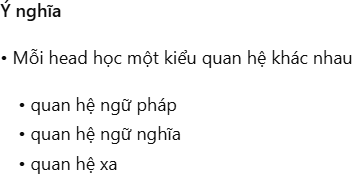 Ý nghĩa
• Mỗi head học một kiểu quan hệ khác nhau
• quan hệ ngữ pháp
• quan hệ ngữ nghĩa
• quan hệ xa